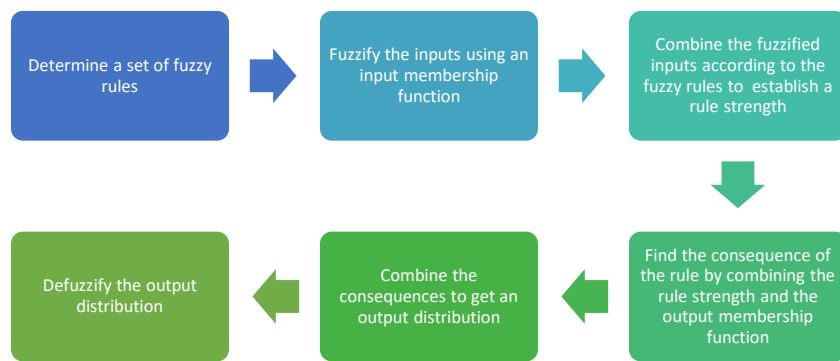 Determine a set of fuzzy
rules
Fuzzify the inputs using an
input membership
function
Combine the fuzzified
inputs according to the
fuzzy rules to establish a
rule strength
Find the consequence of
the rule by combining the
rule strength and the
output membership
function
Combine the
consequences to get an
output distribution
Defuzzify the output
distribution